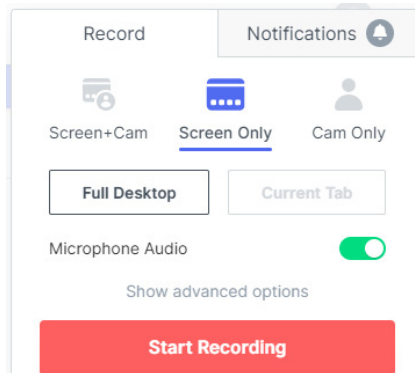 Record Notifications
Screen+Cam Screen Only Cam Only
Full Desktop Current Tab
Microphone Audio
Show advanced options
Start Recording